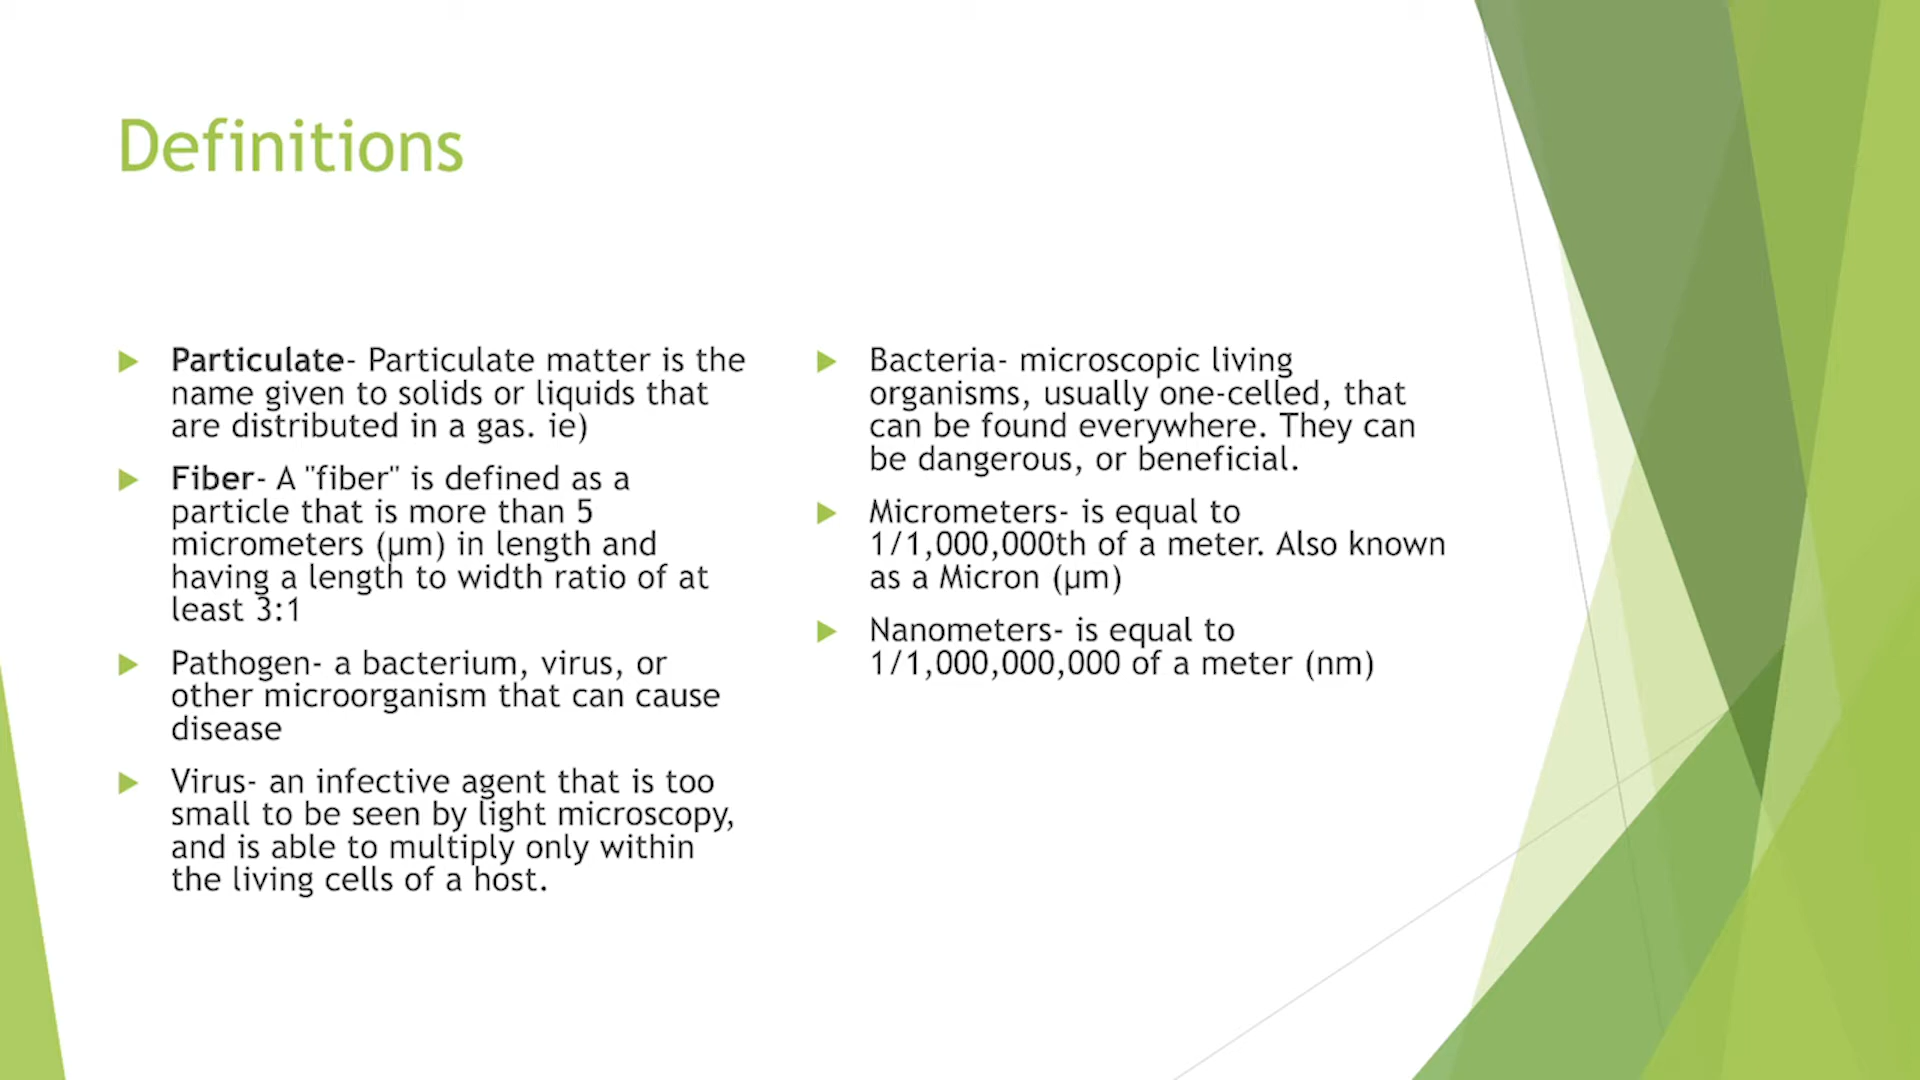 Definitions
Particulate- Particulate matter is the
name given to solids or liquids that
are distributed in a gas. ie)
Fiber- A "fiber" is defined as a
particle that is more than 5
micrometers (µm) in length and
having a length to width ratio of at
least 3:1
Pathogen- a bacterium, virus, or
other microorganism that can cause
disease
Virus- an infective agent that is too
small to be seen by light microscopy,
and is able to multiply only within
the living cells of a host.
Bacteria- microscopic living
organisms, usually one-celled, that
can be found everywhere. They can
be dangerous, or beneficial.
Micrometers- is equal to
1/1,000,000th of a meter. Also known
as a Micron (µm)
Nanometers- is equal to
1/1,000,000,000 of a meter (nm)